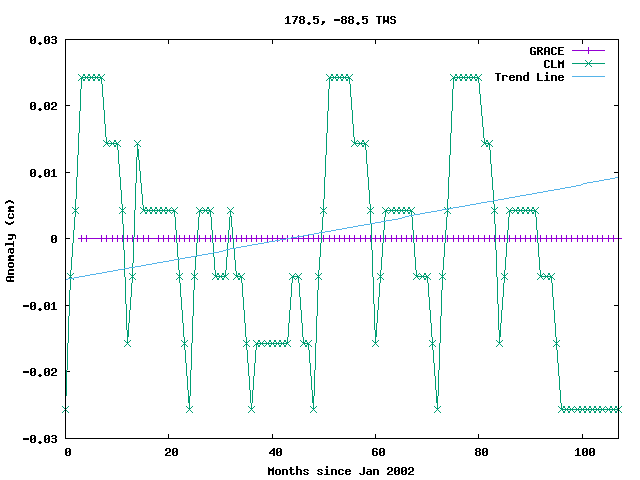 178.5, -88.5 TWS
GRACE
CLM
Trend Line
0.03
0.02
0.01
0
-0.01
-0.02
-0.03
Anomaly (cm)
0 20 40 60 80 100
Months since Jan 2002